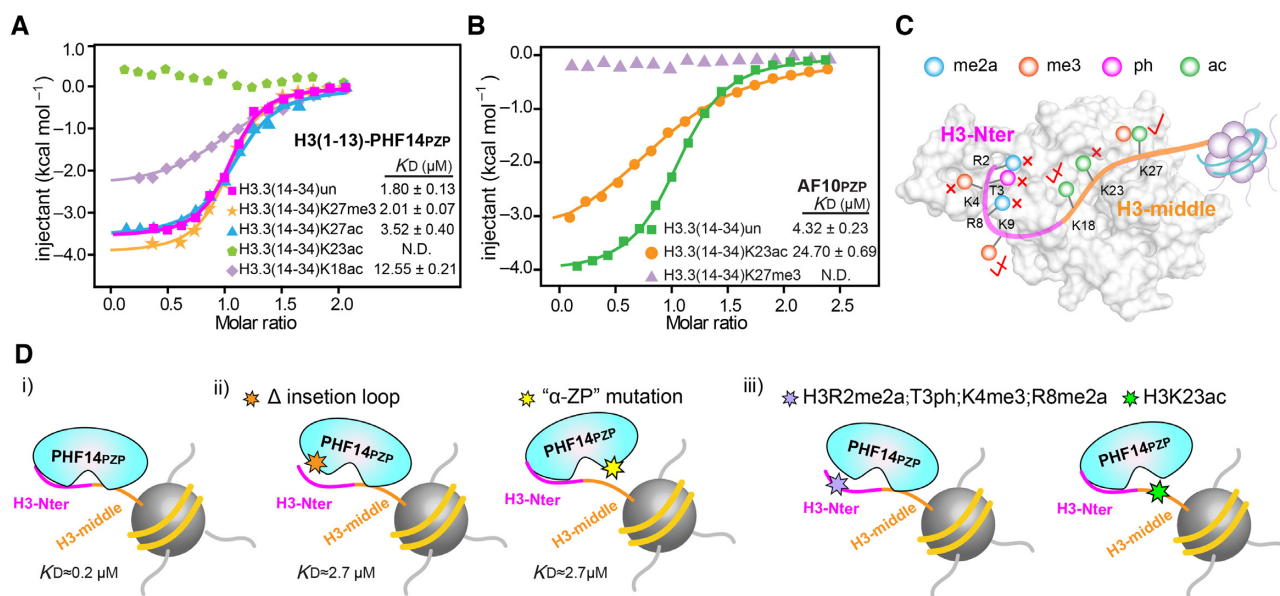 A
1.0
0.0
−1.0
−2.0
−3.0
−4.0
injectant (kcal mol−1)
0.0 0.5 1.0 1.5 2.0
Molar ratio
H3(1-13)-PHF14PZP
KD (μM)
H3.3(14-34)un 1.80 ± 0.13
H3.3(14-34)K27me3 2.01 ± 0.07
H3.3(14-34)K27ac 3.52 ± 0.40
H3.3(14-34)K23ac N.D.
H3.3(14-34)K18ac 12.55 ± 0.21
B
0.0
−1.0
−2.0
−3.0
−4.0
injectant (kcal mol−1)
0.0 0.5 1.0 1.5 2.0 2.5
Molar ratio
AF10PZP
KD (μM)
H3.3(14-34)un 4.32 ± 0.23
H3.3(14-34)K23ac 24.70 ± 0.69
H3.3(14-34)K27me3 N.D.
C
me2a me3 ph ac
H3-Nter
R2
T3
K4
R8
K9
K18
K23
K27
H3-middle
D
i)
PHF14PZP
H3-Nter
H3-middle
KD≈0.2 μM
ii)
Δ insetion loop
PHF14PZP
H3-Nter
H3-middle
KD≈2.7 μM
“α-ZP” mutation
PHF14PZP
H3-Nter
H3-middle
KD≈2.7μM
iii)
H3R2me2a;T3ph;K4me3;R8me2a
H3K23ac
PHF14PZP
H3-Nter
H3-middle
PHF14PZP
H3-Nter
H3-middle